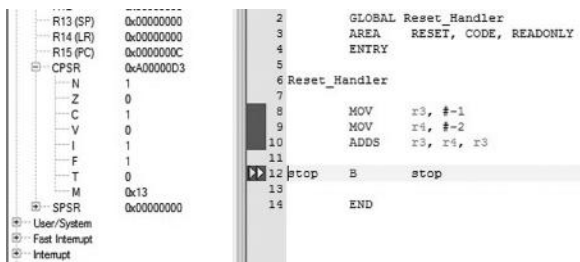 R13 (SP) 0x00000000
R14 (LR) 0x00000000
R15 (PC) 0x0000000C
CPSR 0xA00000D3
N 1
Z 0
C 1
V 0
I 1
F 1
T 0
M 0x13
SPSR 0x00000000
User/System
Fast Interrupt
Interrupt
2 GLOBAL Reset_Handler
3 AREA RESET, CODE, READONLY
4 ENTRY
5
6 Reset_Handler
7
8 MOV r3, #-1
9 MOV r4, #-2
10 ADDS r3, r4, r3
11
12 stop B stop
13
14 END